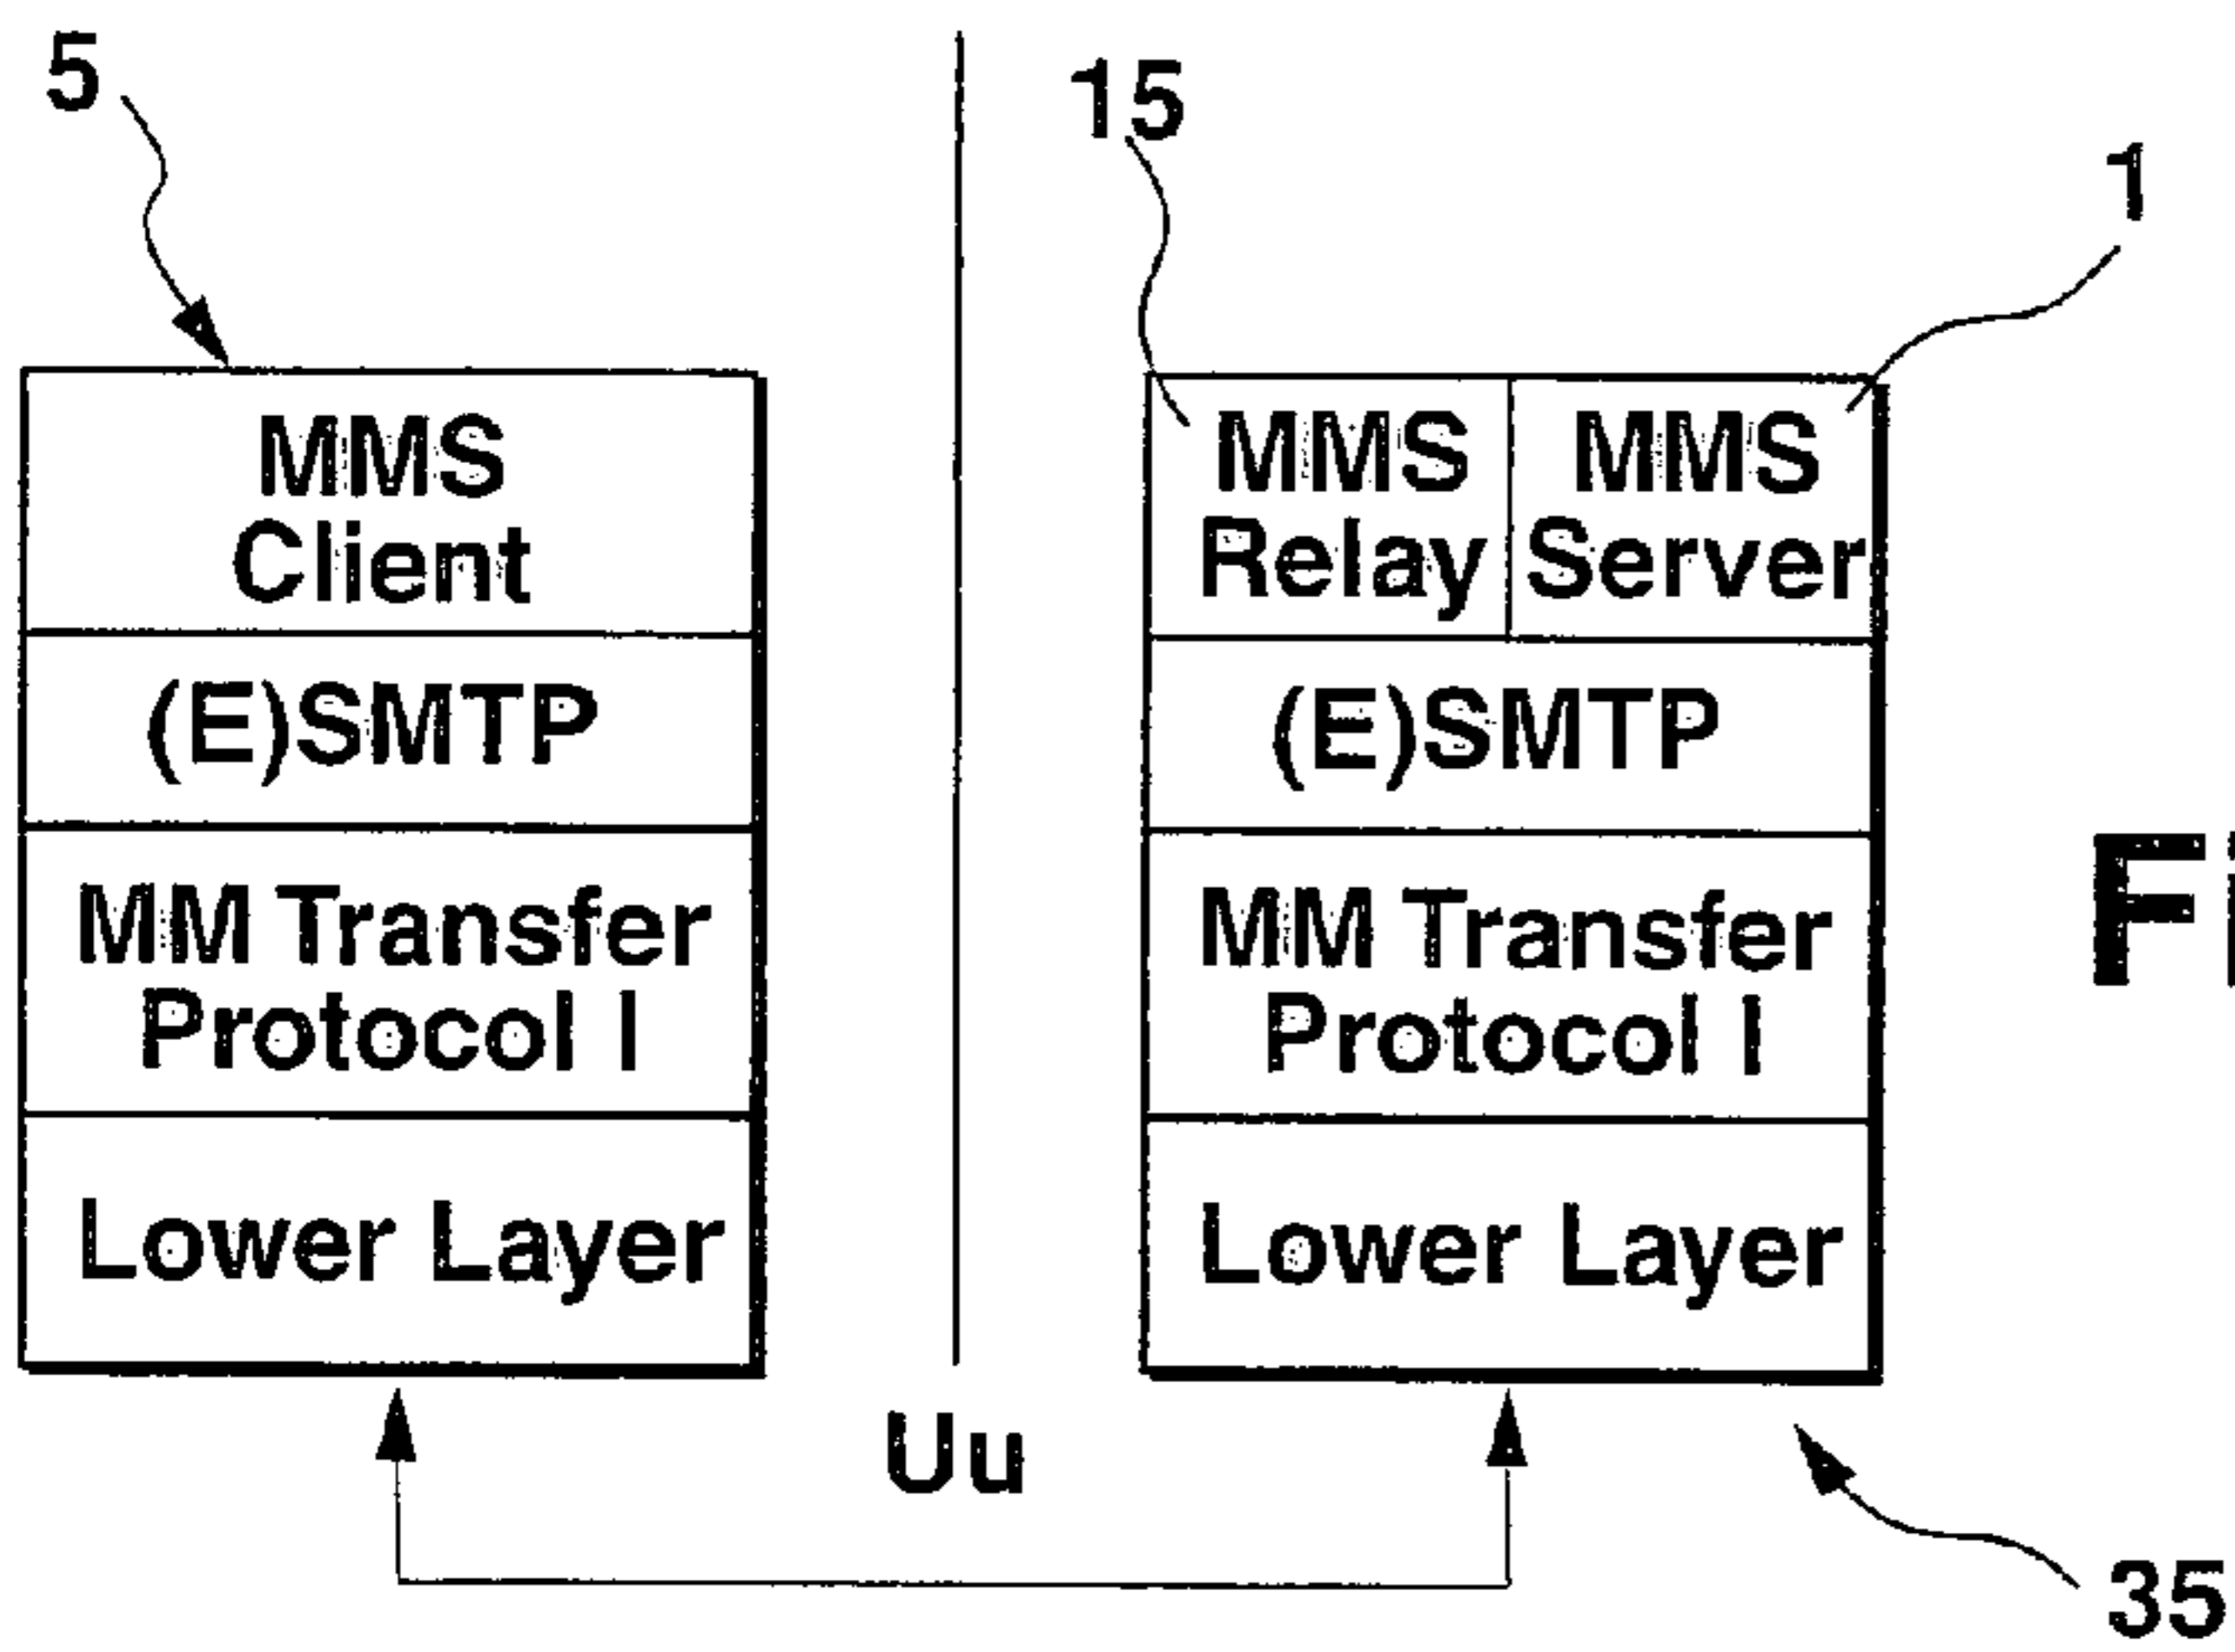 5
15
1
MMS
Client
(E)SMTP
MM Transfer
Protocol I
Lower Layer
MMS
Relay
MMS
Server
(E)SMTP
MM Transfer
Protocol I
Lower Layer
Uu
35